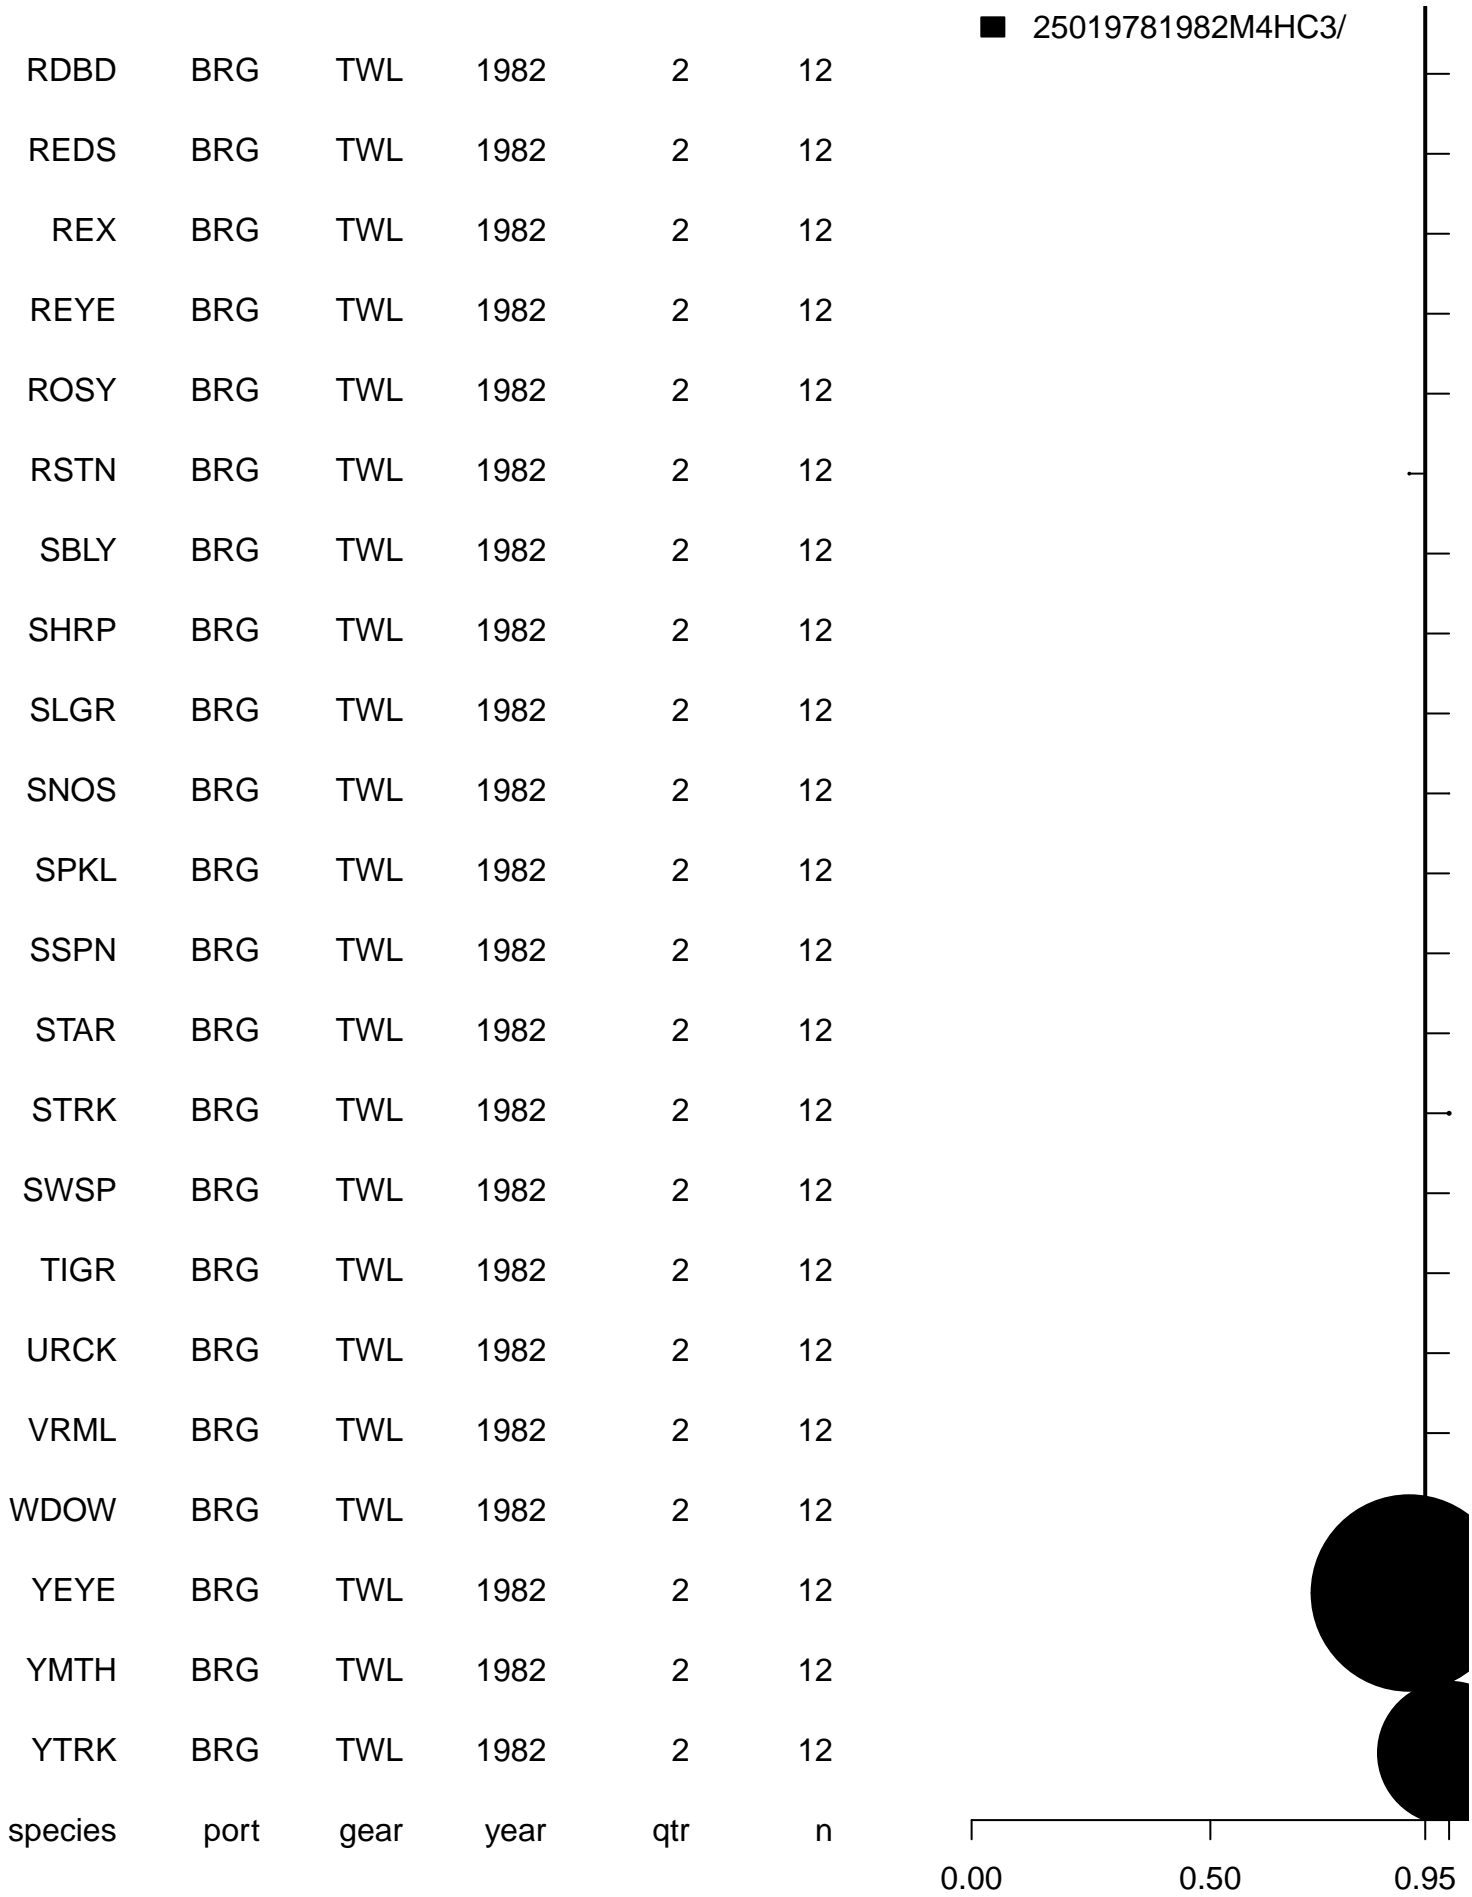 25019781982M4HC3/
RDBD BRG TWL 1982 2 12
REDS BRG TWL 1982 2 12
REX BRG TWL 1982 2 12
REYE BRG TWL 1982 2 12
ROSY BRG TWL 1982 2 12
RSTN BRG TWL 1982 2 12
SBLY BRG TWL 1982 2 12
SHRP BRG TWL 1982 2 12
SLGR BRG TWL 1982 2 12
SNOS BRG TWL 1982 2 12
SPKL BRG TWL 1982 2 12
SSPN BRG TWL 1982 2 12
STAR BRG TWL 1982 2 12
STRK BRG TWL 1982 2 12
SWSP BRG TWL 1982 2 12
TIGR BRG TWL 1982 2 12
URCK BRG TWL 1982 2 12
VRML BRG TWL 1982 2 12
WDOW BRG TWL 1982 2 12
YEYE BRG TWL 1982 2 12
YMTH BRG TWL 1982 2 12
YTRK BRG TWL 1982 2 12
species port gear year qtr n
0.00 0.50 0.95